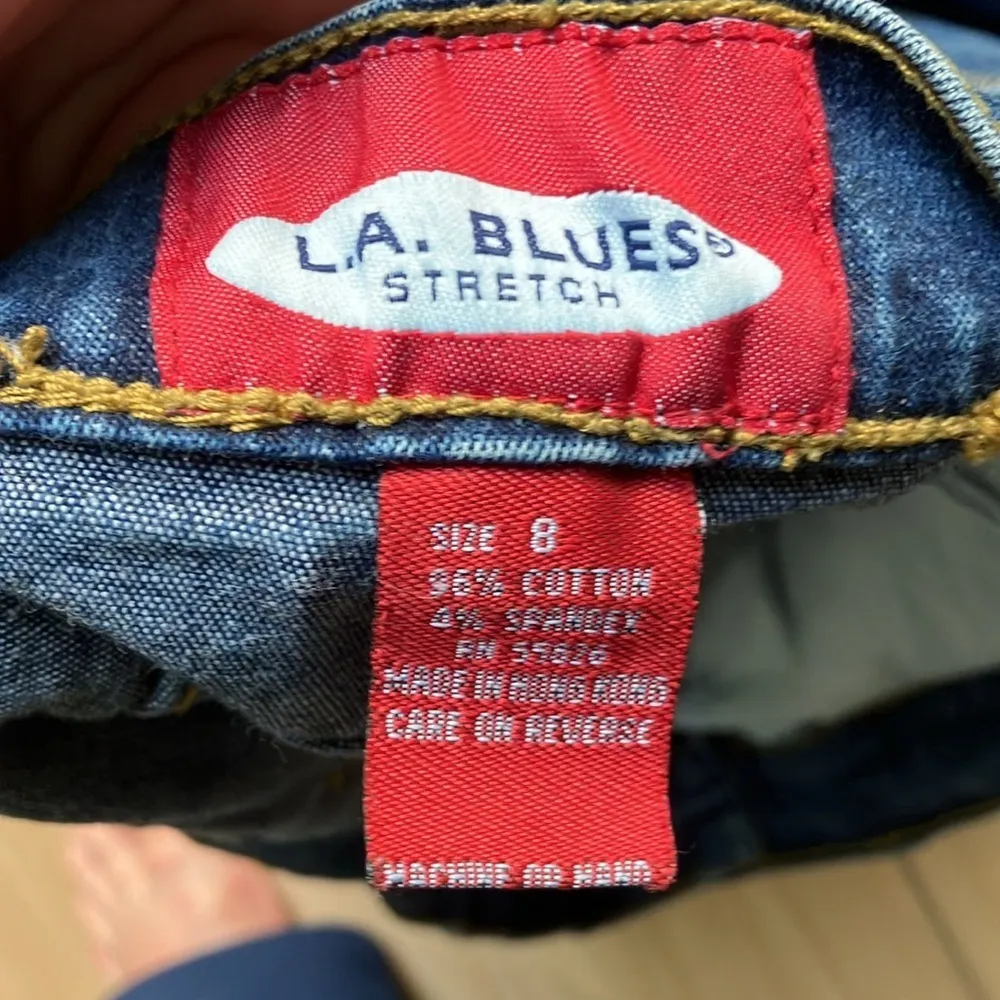 L.A. BLUES®
STRETCH
SIZE 8
96% COTTON
4% SPANDEX
RN 59026
MADE IN HONG KONG
CARE ON REVERSE
MACHINE OR HAND